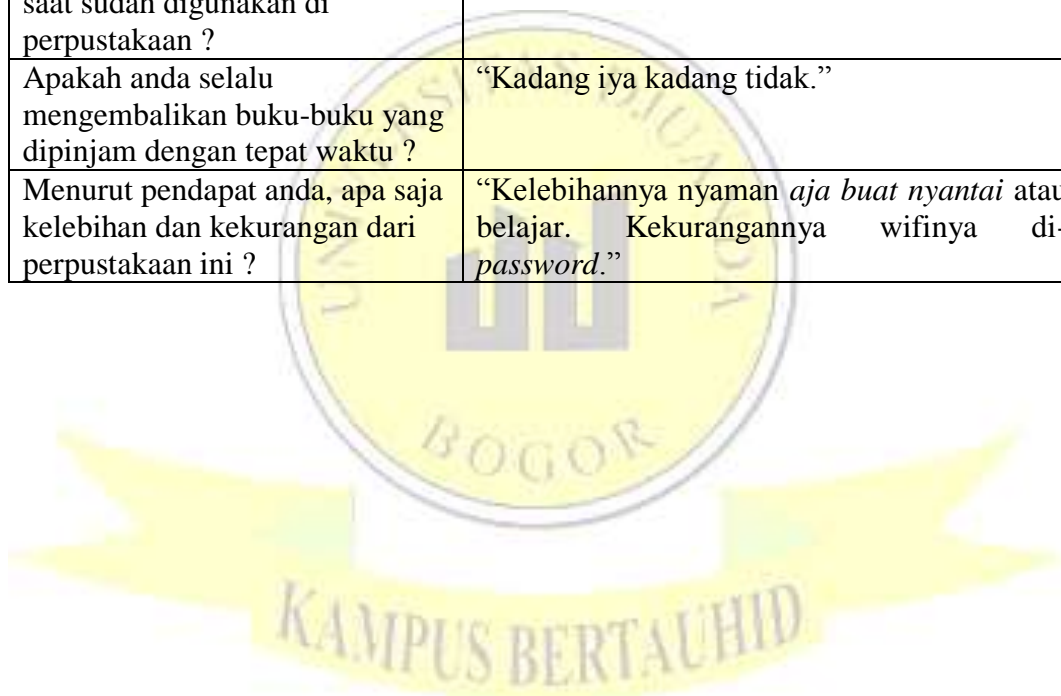 saat sudah digunakan di
perpustakaan ?
Apakah anda selalu
mengembalikan buku-buku yang
dipinjam dengan tepat waktu ?
“Kadang iya kadang tidak.”
Menurut pendapat anda, apa saja
kelebihan dan kekurangan dari
perpustakaan ini ?
“Kelebihannya nyaman aja buat nyantai atau
belajar. Kekurangannya wifinya di-
password.”
UNIVERSITAS DJUANDA
BOGOR
KAMPUS BERTAUHID